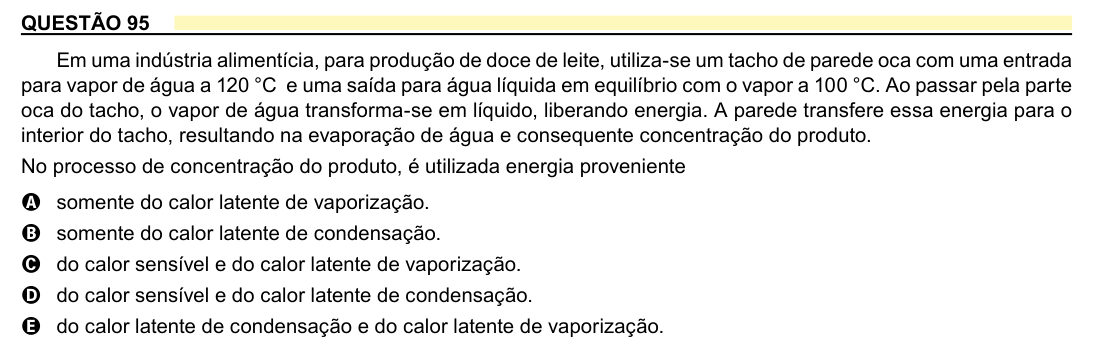 QUESTÃO 95
Em uma indústria alimentícia, para produção de doce de leite, utiliza-se um tacho de parede oca com uma entrada
para vapor de água a 120 °C e uma saída para água líquida em equilíbrio com o vapor a 100 °C. Ao passar pela parte
oca do tacho, o vapor de água transforma-se em líquido, liberando energia. A parede transfere essa energia para o
interior do tacho, resultando na evaporação de água e consequente concentração do produto.
No processo de concentração do produto, é utilizada energia proveniente
A somente do calor latente de vaporização.
B somente do calor latente de condensação.
C do calor sensível e do calor latente de vaporização.
D do calor sensível e do calor latente de condensação.
E do calor latente de condensação e do calor latente de vaporização.